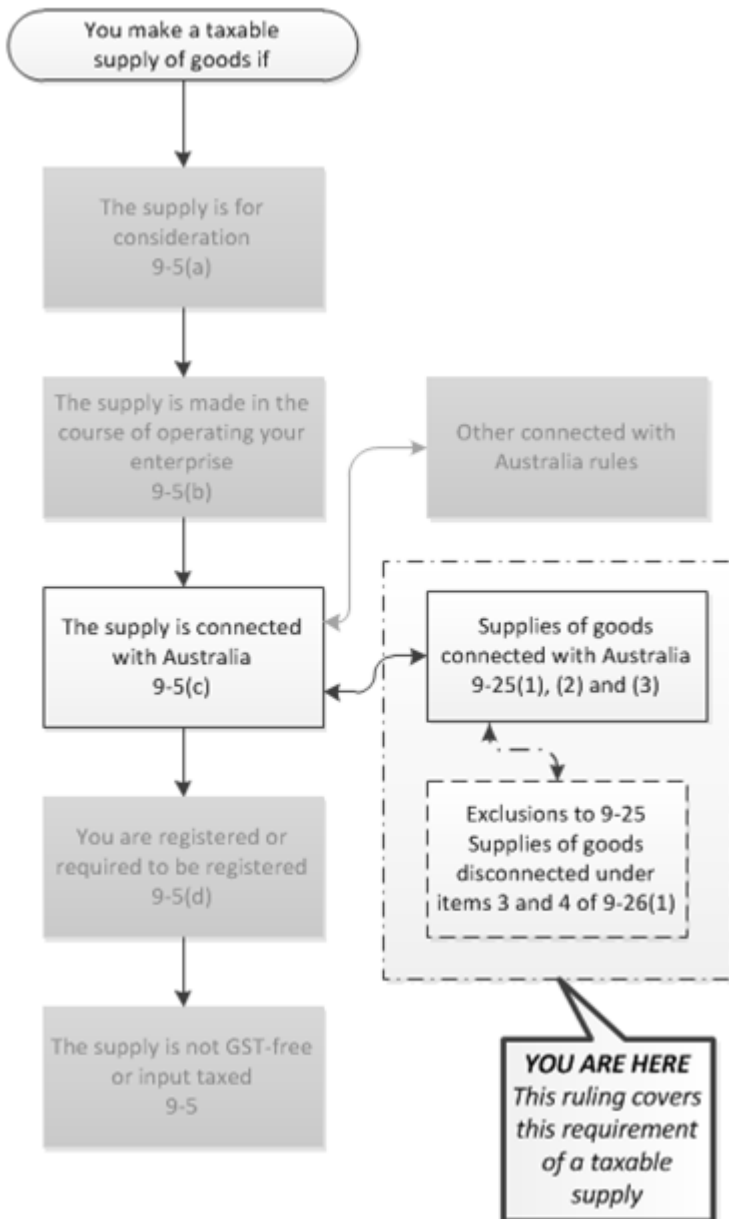 You make a taxable
supply of goods if
The supply is for
consideration
9-5(a)
The supply is made in the
course of operating your
enterprise
9-5(b)
Other connected with
Australia rules
The supply is connected
with Australia
9-5(c)
Supplies of goods
connected with Australia
9-25(1), (2) and (3)
Exclusions to 9-25
Supplies of goods
disconnected under
items 3 and 4 of 9-26(1)
You are registered or
required to be registered
9-5(d)
The supply is not GST-free
or input taxed
9-5
YOU ARE HERE
This ruling covers
this requirement
of a taxable
supply